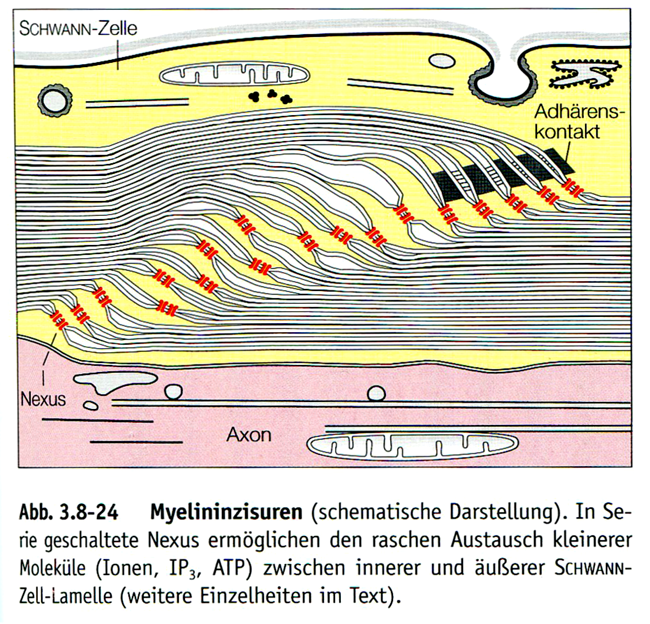 SCHWANN-Zelle
Adhärens-
kontakt
Nexus
Axon
Abb. 3.8-24 Myelininzisuren (schematische Darstellung). In Se-
rie geschaltete Nexus ermöglichen den raschen Austausch kleinerer
Moleküle (Ionen, IP₃, ATP) zwischen innerer und äußerer SCHWANN-
Zell-Lamelle (weitere Einzelheiten im Text).